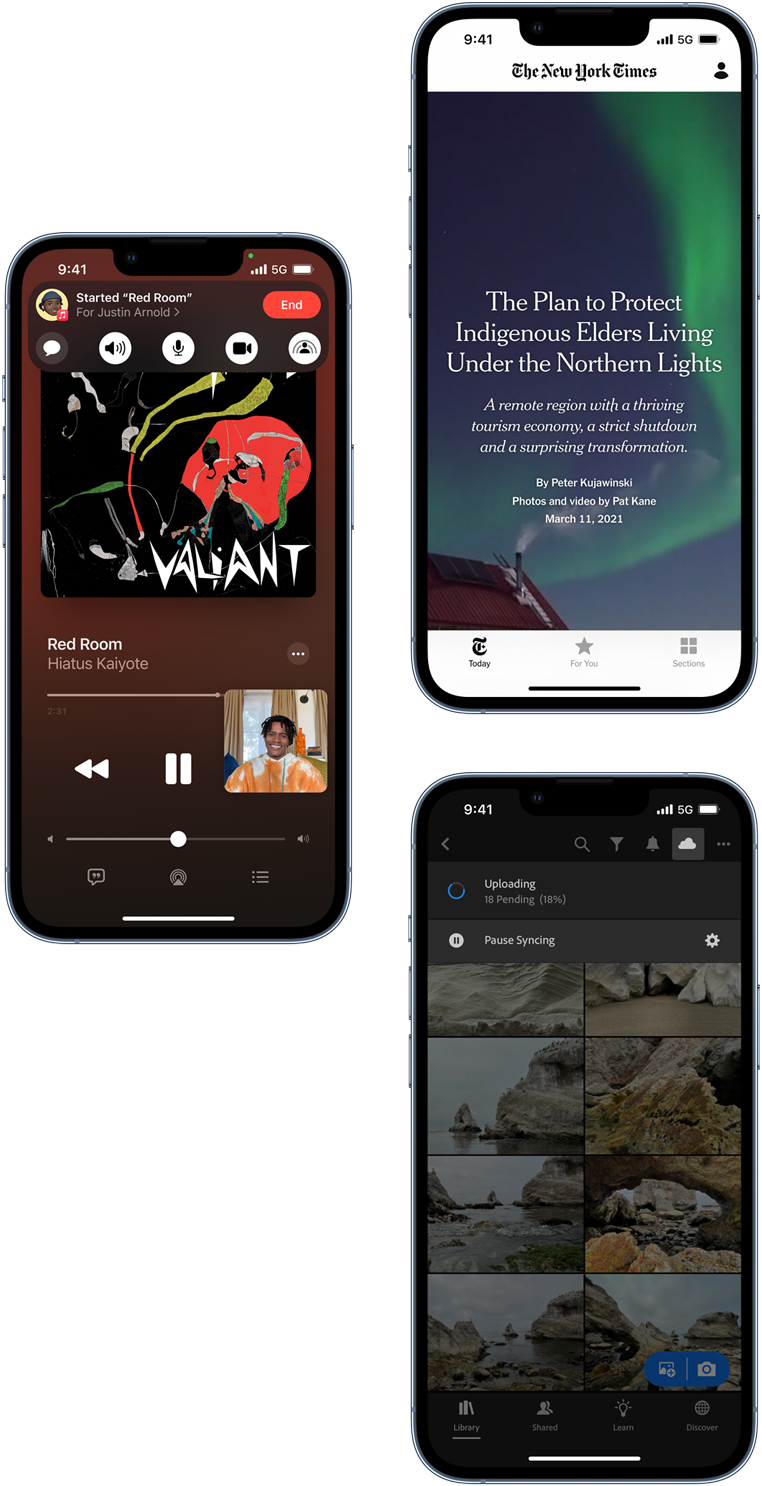 9:41
5G
The New York Times
The Plan to Protect
Indigenous Elders Living
Under the Northern Lights
A remote region with a thriving
tourism economy, a strict shutdown
and a surprising transformation.
By Peter Kujawinski
Photos and video by Pat Kane
March 11, 2021
Today
For You
Sections
9:41
5G
Started “Red Room”
For Justin Arnold
End
VALiANT
Red Room
Hiatus Kaiyote
2:31
9:41
5G
Uploading
18 Pending (18%)
Pause Syncing
Library
Shared
Learn
Discover